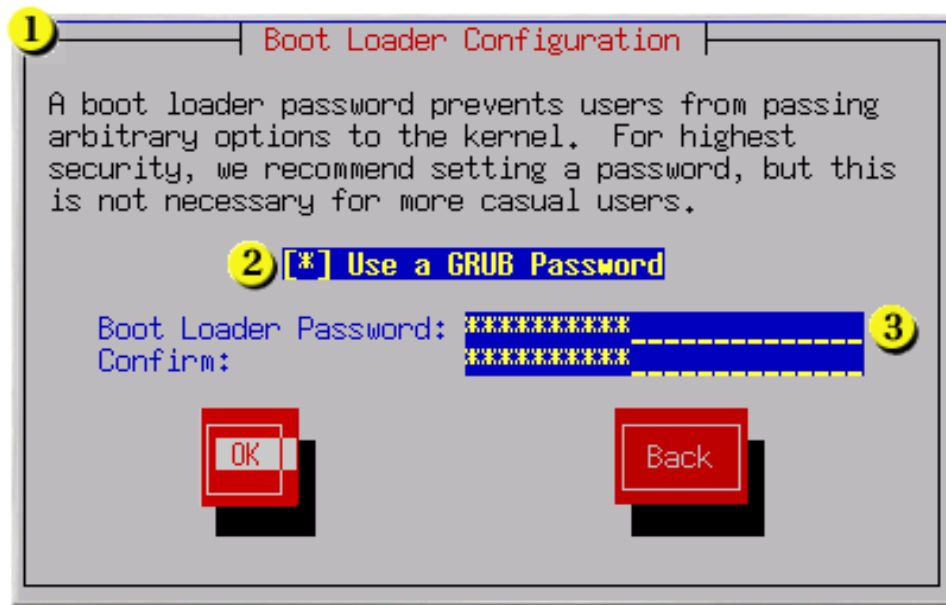 1
Boot Loader Configuration
A boot loader password prevents users from passing
arbitrary options to the kernel. For highest
security, we recommend setting a password, but this
is not necessary for more casual users.
2 [*] Use a GRUB Password
Boot Loader Password: **********______________ 3
Confirm: **********______________
OK Back